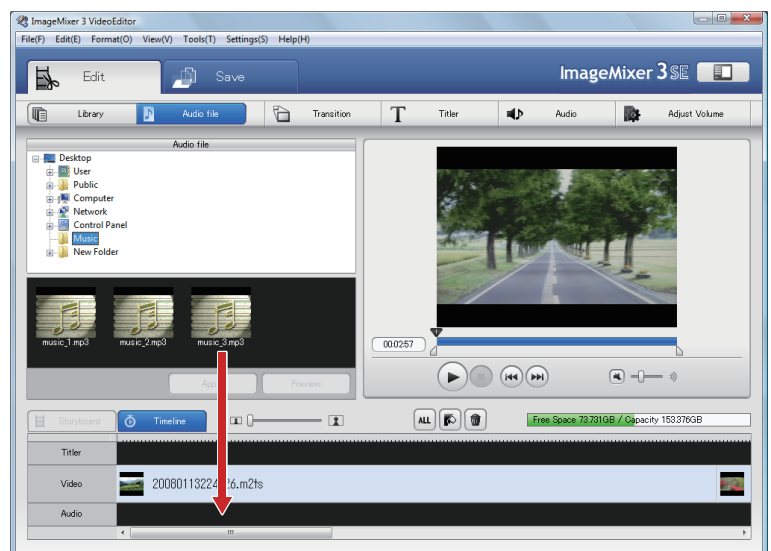 ImageMixer 3 VideoEditor
File(F) Edit(E) Format(O) View(V) Tools(T) Settings(S) Help(H)
Edit
Save
ImageMixer 3 SE
Library
Audio file
Transition
T
Titler
Audio
Adjust Volume
Audio file
Desktop
User
Public
Computer
Network
Control Panel
Music
New Folder
music_1.mp3
music_2.mp3
music_3.mp3
Preview
00:02:57
Storyboard
Timeline
ALL
Free Space 73.731GB / Capacity 153.376GB
Titler
Video
Audio